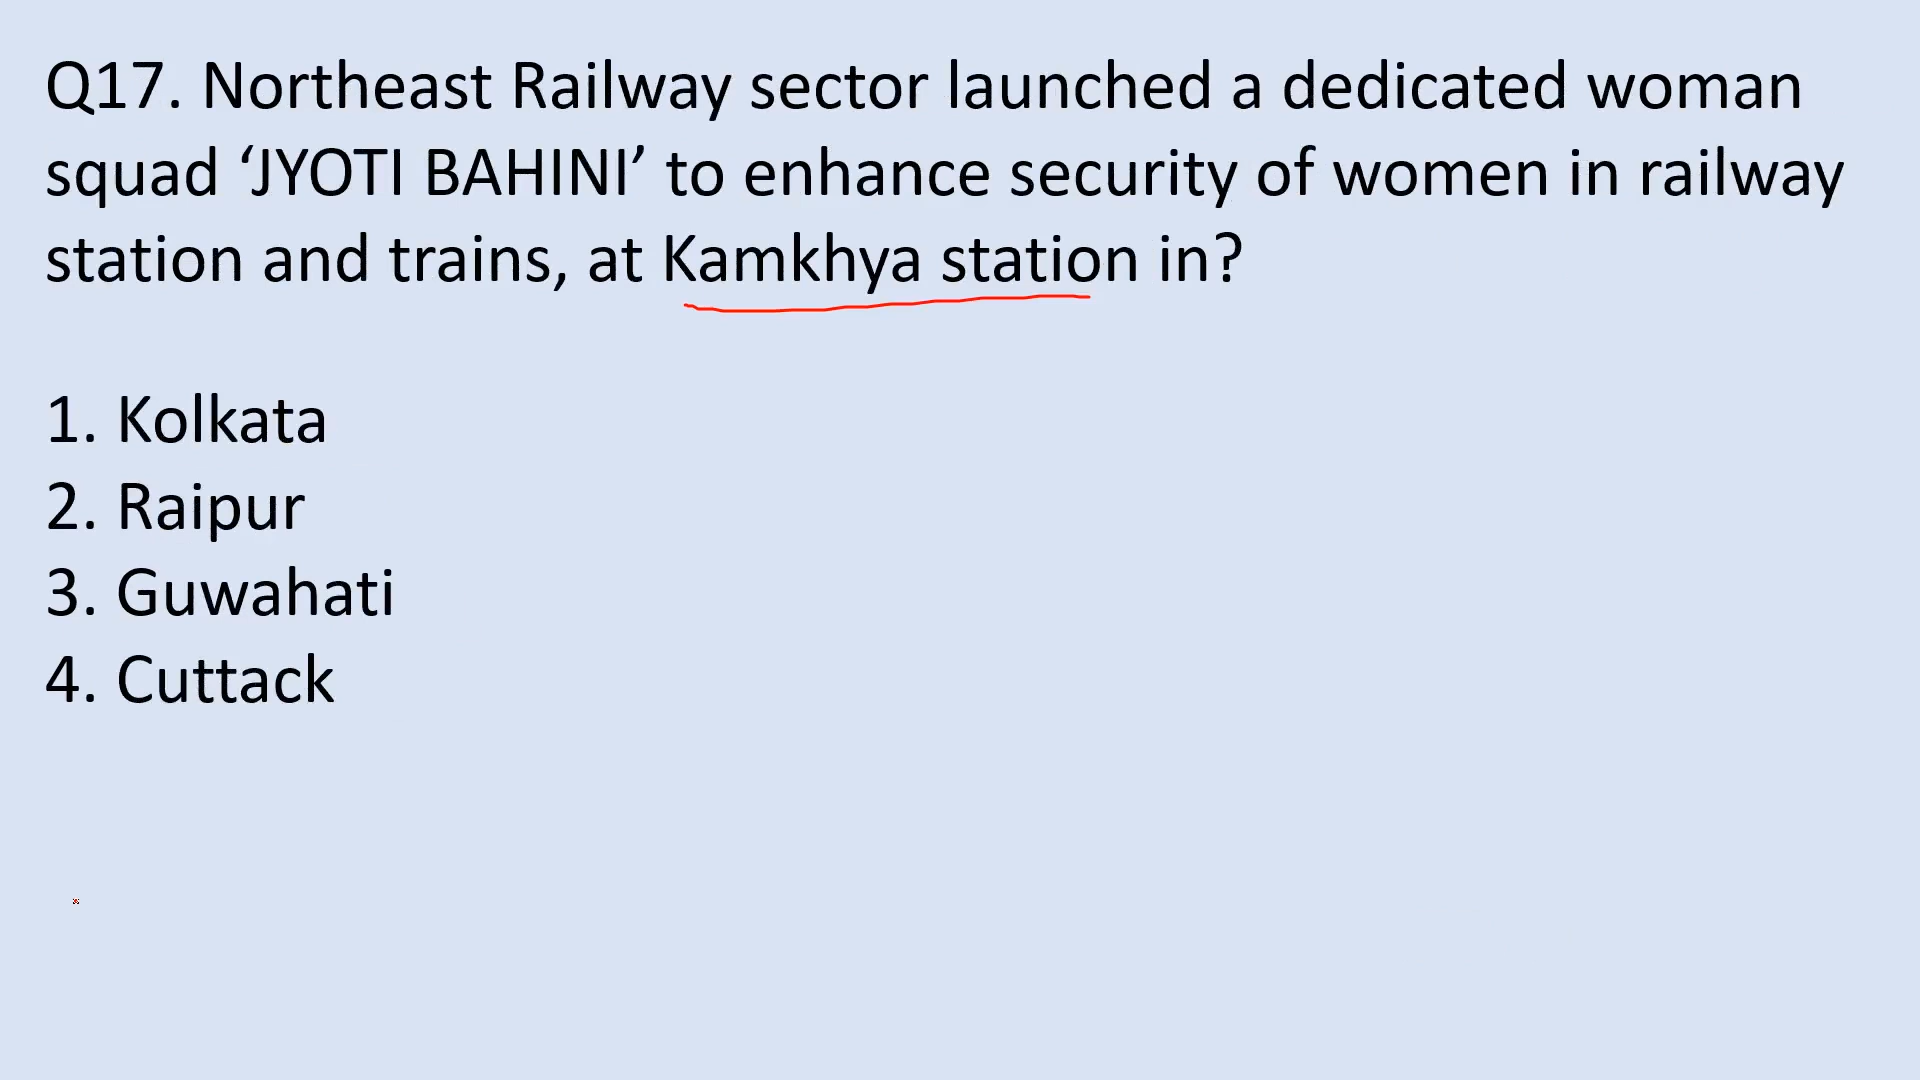 Q17. Northeast Railway sector launched a dedicated woman
squad ‘JYOTI BAHINI’ to enhance security of women in railway
station and trains, at Kamkhya station in?
1. Kolkata
2. Raipur
3. Guwahati
4. Cuttack